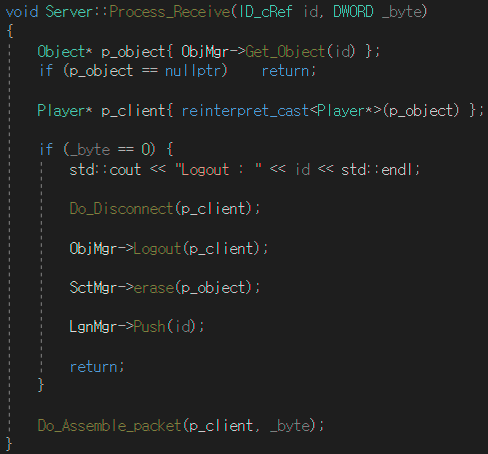 void Server::Process_Receive(ID_cRef id, DWORD _byte)
{
    Object* p_object{ ObjMgr->Get_Object(id) };
    if (p_object == nullptr)    return;
    Player* p_client{ reinterpret_cast<Player*>(p_object) };
    if (_byte == 0) {
        std::cout << "Logout : " << id << std::endl;
        Do_Disconnect(p_client);
        ObjMgr->Logout(p_client);
        SctMgr->erase(p_object);
        LgnMgr->Push(id);
        return;
    }
    Do_Assemble_packet(p_client, _byte);
}